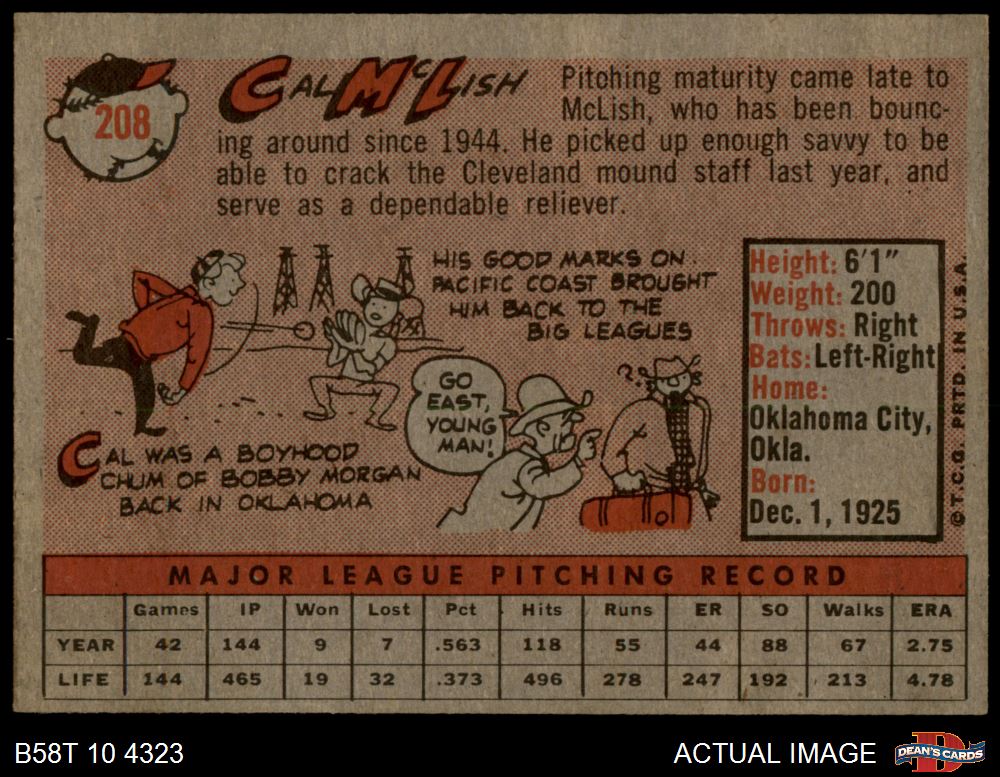 208
CAL McLISH
Pitching maturity came late to
McLish, who has been bounc-
ing around since 1944. He picked up enough savvy to be
able to crack the Cleveland mound staff last year, and
serve as a dependable reliever.
HIS GOOD MARKS ON
PACIFIC COAST BROUGHT
HIM BACK TO THE
BIG LEAGUES
GO
EAST,
YOUNG
MAN!
??
CAL WAS A BOYHOOD
CHUM OF BOBBY MORGAN
BACK IN OKLAHOMA
Height: 6'1"
Weight: 200
Throws: Right
Bats: Left-Right
Home:
Oklahoma City,
Okla.
Born:
Dec. 1, 1925
© T.C.G. PRTD. IN U.S.A.
MAJOR LEAGUE PITCHING RECORD
Games IP Won Lost Pct Hits Runs ER SO Walks ERA
YEAR 42 144 9 7 .563 118 55 44 88 67 2.75
LIFE 144 465 19 32 .373 496 278 247 192 213 4.78
B58T 10 4323
ACTUAL IMAGE
D
DEAN'S CARDS